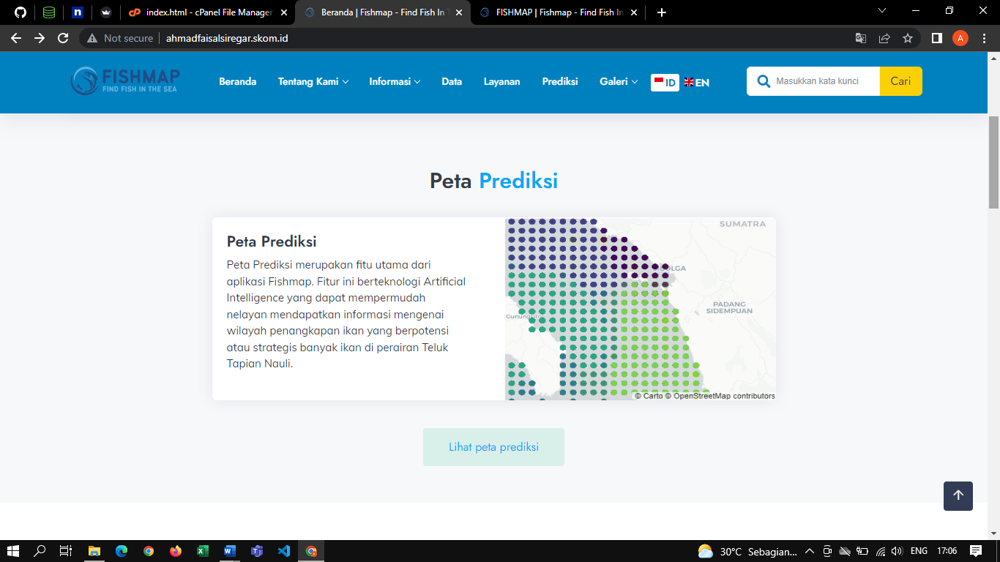 index.html - cPanel File Manager
Beranda | Fishmap - Find Fish In T
FISHMAP | Fishmap - Find Fish In
Not secure
ahmadfaisalsiregar.skom.id
A
FISHMAP
FIND FISH IN THE SEA
Beranda
Tentang Kami
Informasi
Data
Layanan
Prediksi
Galeri
ID
EN
Masukkan kata kunci
Cari
Peta Prediksi
Peta Prediksi
Peta Prediksi merupakan fitu utama dari
aplikasi Fishmap. Fitur ini berteknologi Artificial
Intelligence yang dapat mempermudah
nelayan mendapatkan informasi mengenai
wilayah penangkapan ikan yang berpotensi
atau strategis banyak ikan di perairan Teluk
Tapian Nauli.
SUMATRA
PADANG
SIDEMPUAN
© Carto © OpenStreetMap contributors
Lihat peta prediksi
30°C Sebagian...
ENG
17:06